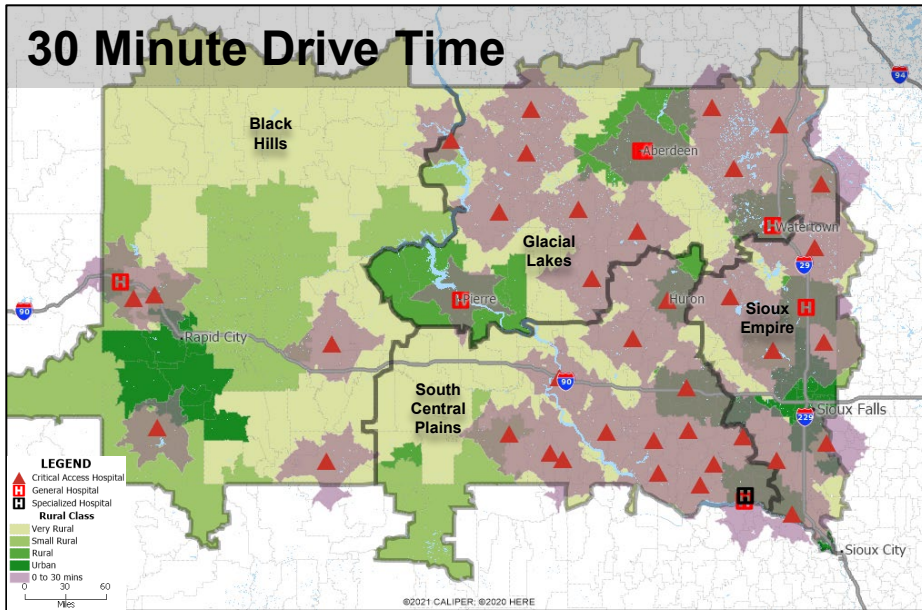 30 Minute Drive Time
94
Black
Hills
Aberdeen
H
Watertown
Glacial
Lakes
29
H
H
Pierre
Huron
H
90
Sioux
Empire
Rapid City
90
South
Central
Plains
229
Sioux Falls
H
Sioux City
LEGEND
Critical Access Hospital
H General Hospital
H Specialized Hospital
Rural Class
Very Rural
Small Rural
Rural
Urban
0 to 30 mins
0 30 60
Miles
©2021 CALIPER; ©2020 HERE